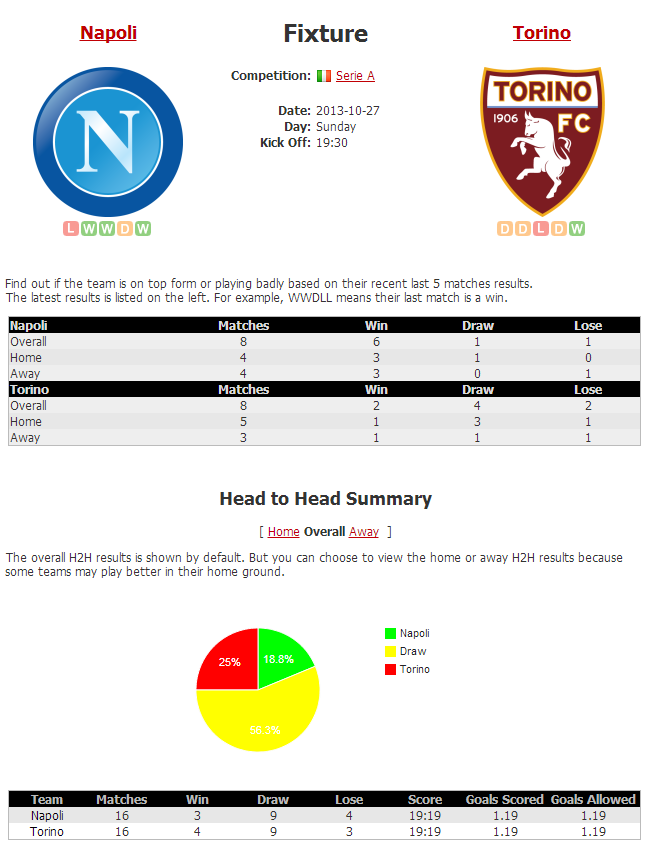 Napoli
Fixture
Torino
Competition: Serie A
Date: 2013-10-27
Day: Sunday
Kick Off: 19:30
N
TORINO
1906 FC
L W W D W
D D L D W
Find out if the team is on top form or playing badly based on their recent last 5 matches results.
The latest results is listed on the left. For example, WWDLL means their last match is a win.
Napoli Matches Win Draw Lose
Overall 8 6 1 1
Home 4 3 1 0
Away 4 3 0 1
Torino Matches Win Draw Lose
Overall 8 2 4 2
Home 5 1 3 1
Away 3 1 1 1
Head to Head Summary
[ Home Overall Away ]
The overall H2H results is shown by default. But you can choose to view the home or away H2H results because
some teams may play better in their home ground.
25% 18.8%
56.3%
Napoli
Draw
Torino
Team Matches Win Draw Lose Score Goals Scored Goals Allowed
Napoli 16 3 9 4 19:19 1.19 1.19
Torino 16 4 9 3 19:19 1.19 1.19